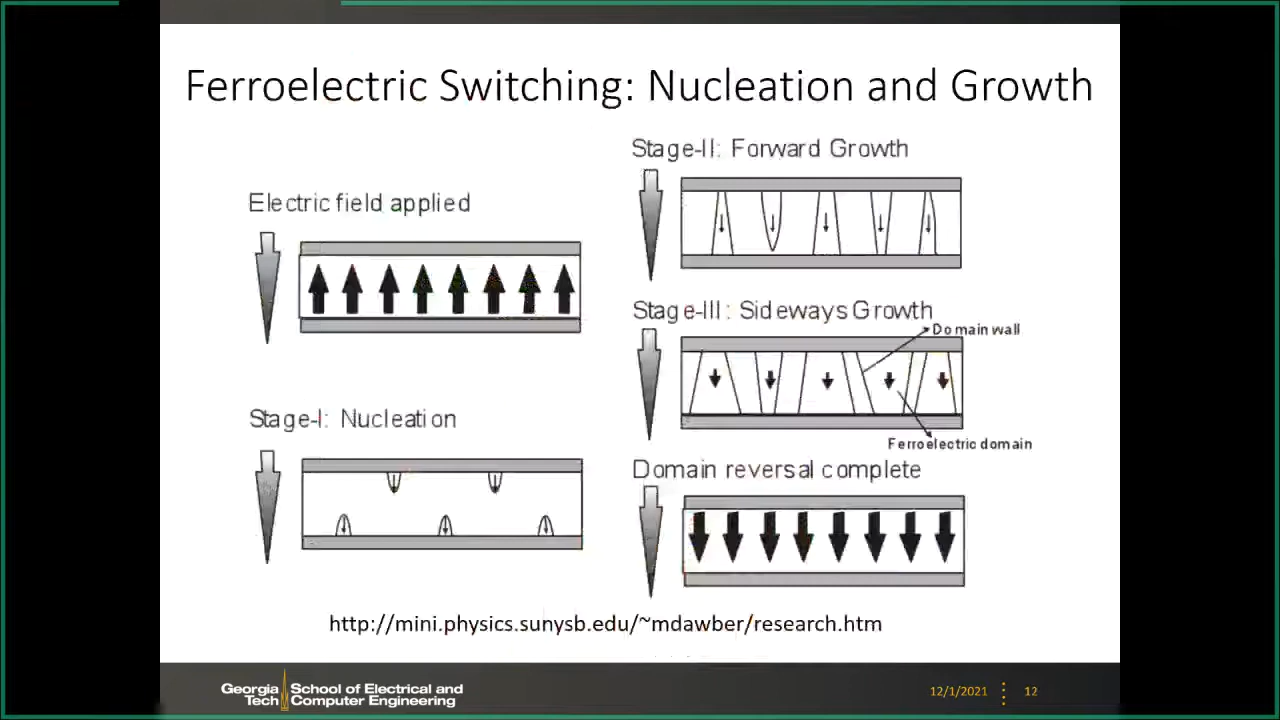 Ferroelectric Switching: Nucleation and Growth
Electric field applied
Stage-I: Nucleation
Stage-II: Forward Growth
Stage-III: Sideways Growth
Domain wall
Ferroelectric domain
Domain reversal complete
http://mini.physics.sunysb.edu/~mdawber/research.htm
Georgia Tech
School of Electrical and
Computer Engineering
12/1/2021
12